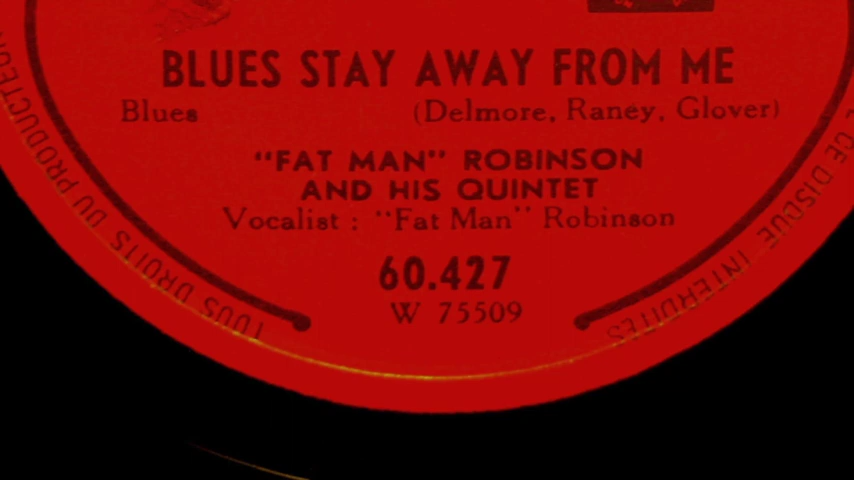 BLUES STAY AWAY FROM ME
Blues (Delmore, Raney, Glover)
"FAT MAN" ROBINSON
AND HIS QUINTET
Vocalist : "Fat Man" Robinson
60.427
W 75509
TOUS DROITS DU PRODUCTEUR
CE DISQUE INTERDITES